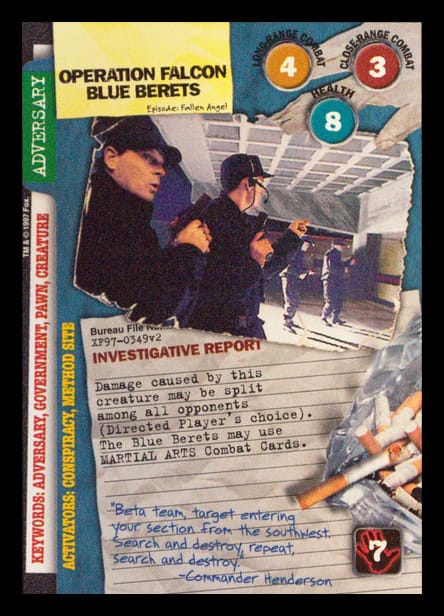 OPERATION FALCON
BLUE BERETS
Episode: Fallen Angel
LONG-RANGE COMBAT
4
CLOSE-RANGE COMBAT
3
HEALTH
8
ADVERSARY
TM & © 1997 Fox.
KEYWORDS: ADVERSARY, GOVERNMENT, PAWN, CREATURE
ACTIVATORS: CONSPIRACY, METHOD SITE
Bureau File
XF97-0349v2
INVESTIGATIVE REPORT
Damage caused by this
creature may be split
among all opponents
(Directed Player's choice).
The Blue Berets may use
MARTIAL ARTS Combat Cards.
"Beta team, target entering
your section from the southwest.
Search and destroy, repeat,
search and destroy."
-Commander Henderson
7